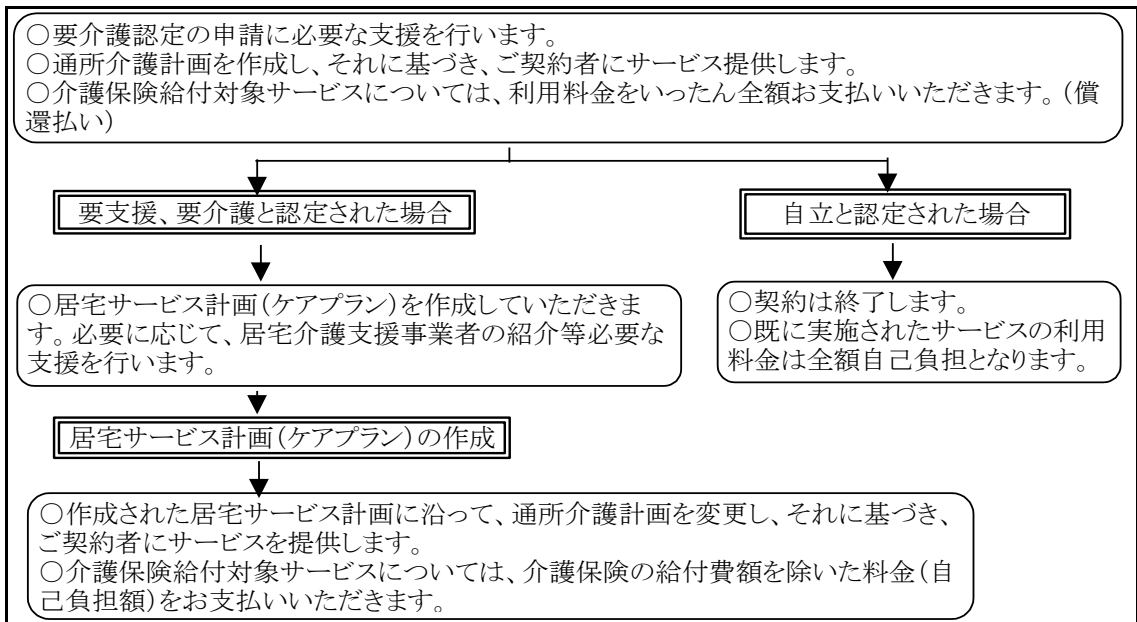 ○要介護認定の申請に必要な支援を行います。
○通所介護計画を作成し、それに基づき、ご契約者にサービス提供します。
○介護保険給付対象サービスについては、利用料金をいったん全額お支払いいただきます。(償
還払い)
要支援、要介護と認定された場合
自立と認定された場合
○居宅サービス計画(ケアプラン)を作成していただきま
す。必要に応じて、居宅介護支援事業者の紹介等必要な
支援を行います。
○契約は終了します。
○既に実施されたサービスの利用
料金は全額自己負担となります。
居宅サービス計画(ケアプラン)の作成
○作成された居宅サービス計画に沿って、通所介護計画を変更し、それに基づき、
ご契約者にサービスを提供します。
○介護保険給付対象サービスについては、介護保険の給付費額を除いた料金(自
己負担額)をお支払いいただきます。